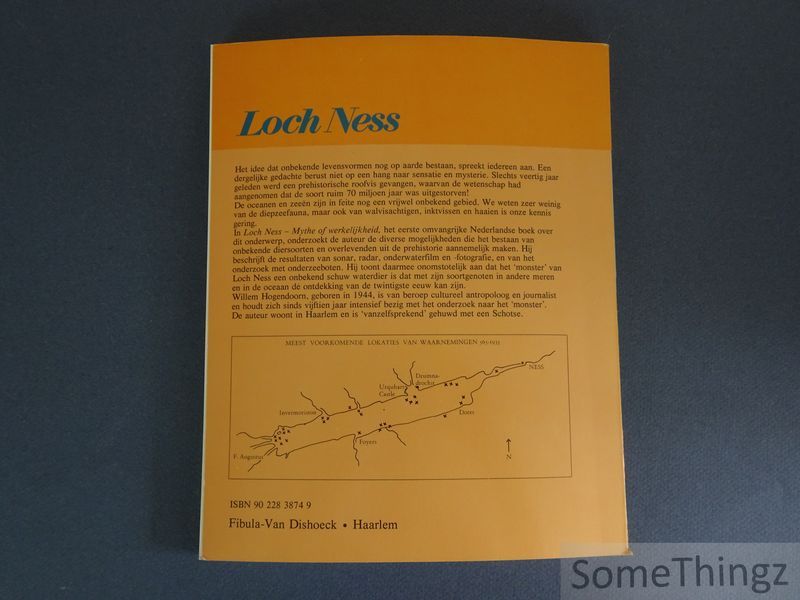 Loch Ness
Het idee dat onbekende levensvormen nog op aarde bestaan, spreekt iedereen aan. Een
dergelijke gedachte berust niet op een hang naar sensatie en mysterie. Slechts veertig jaar
geleden werd een prehistorische roofvis gevangen, waarvan de wetenschap had
aangenomen dat de soort ruim 70 miljoen jaar was uitgestorven!
De oceanen en zeeën zijn in feite nog een vrijwel onbekend gebied. We weten zeer weinig
van de diepzeefauna, maar ook van walvisachtigen, inktvissen en haaien is onze kennis
gering.
In Loch Ness – Mythe of werkelijkheid, het eerste omvangrijke Nederlandse boek over
dit onderwerp, onderzoekt de auteur de diverse mogelijkheden die het bestaan van
onbekende diersoorten en overlevenden uit de prehistorie aannemelijk maken. Hij
beschrijft de resultaten van sonar, radar, onderwaterfilm en -fotografie, en van het
onderzoek met onderzeeboten. Hij toont daarmee onomstotelijk aan dat het 'monster' van
Loch Ness een onbekend schuw waterdier is dat met zijn soortgenoten in andere meren
en in de oceaan dé ontdekking van de twintigste eeuw kan zijn.
Willem Hogendoorn, geboren in 1944, is van beroep cultureel antropoloog en journalist
en houdt zich sinds vijftien jaar intensief bezig met het onderzoek naar het 'monster'.
De auteur woont in Haarlem en is 'vanzelfsprekend' gehuwd met een Schotse.
MEEST VOORKOMENDE LOKATIES VAN WAARNEMINGEN 565-1933
NESS
Drumna-
drochit
Urquhart
Castle
Invermoriston
Dores
Foyers
F. Augustus
N
ISBN 90 228 3874 9
Fibula-Van Dishoeck • Haarlem
SomeThingz